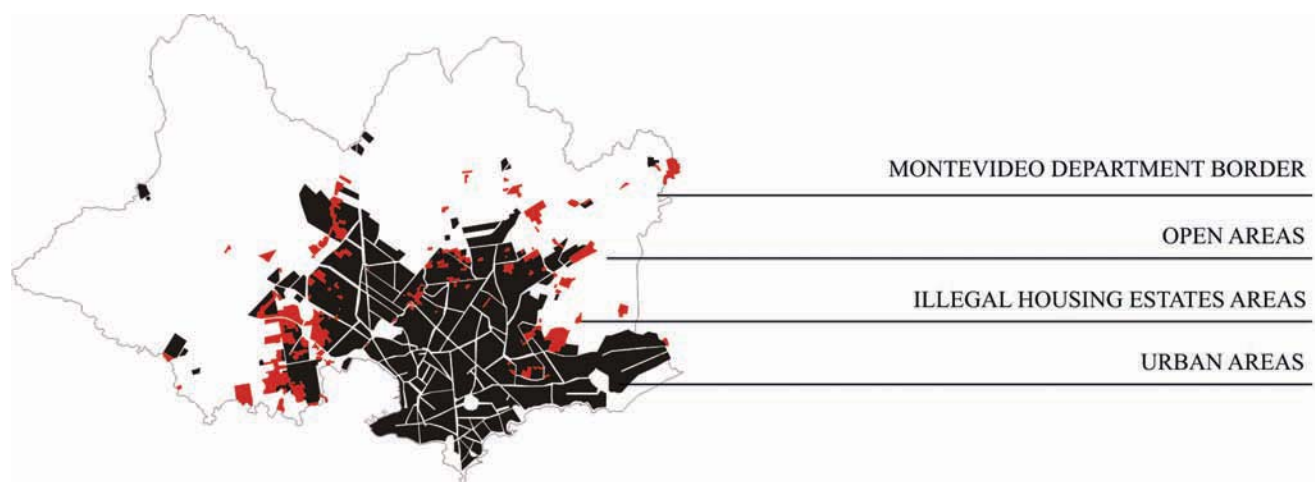 MONTEVIDEO DEPARTMENT BORDER
OPEN AREAS
ILLEGAL HOUSING ESTATES AREAS
URBAN AREAS